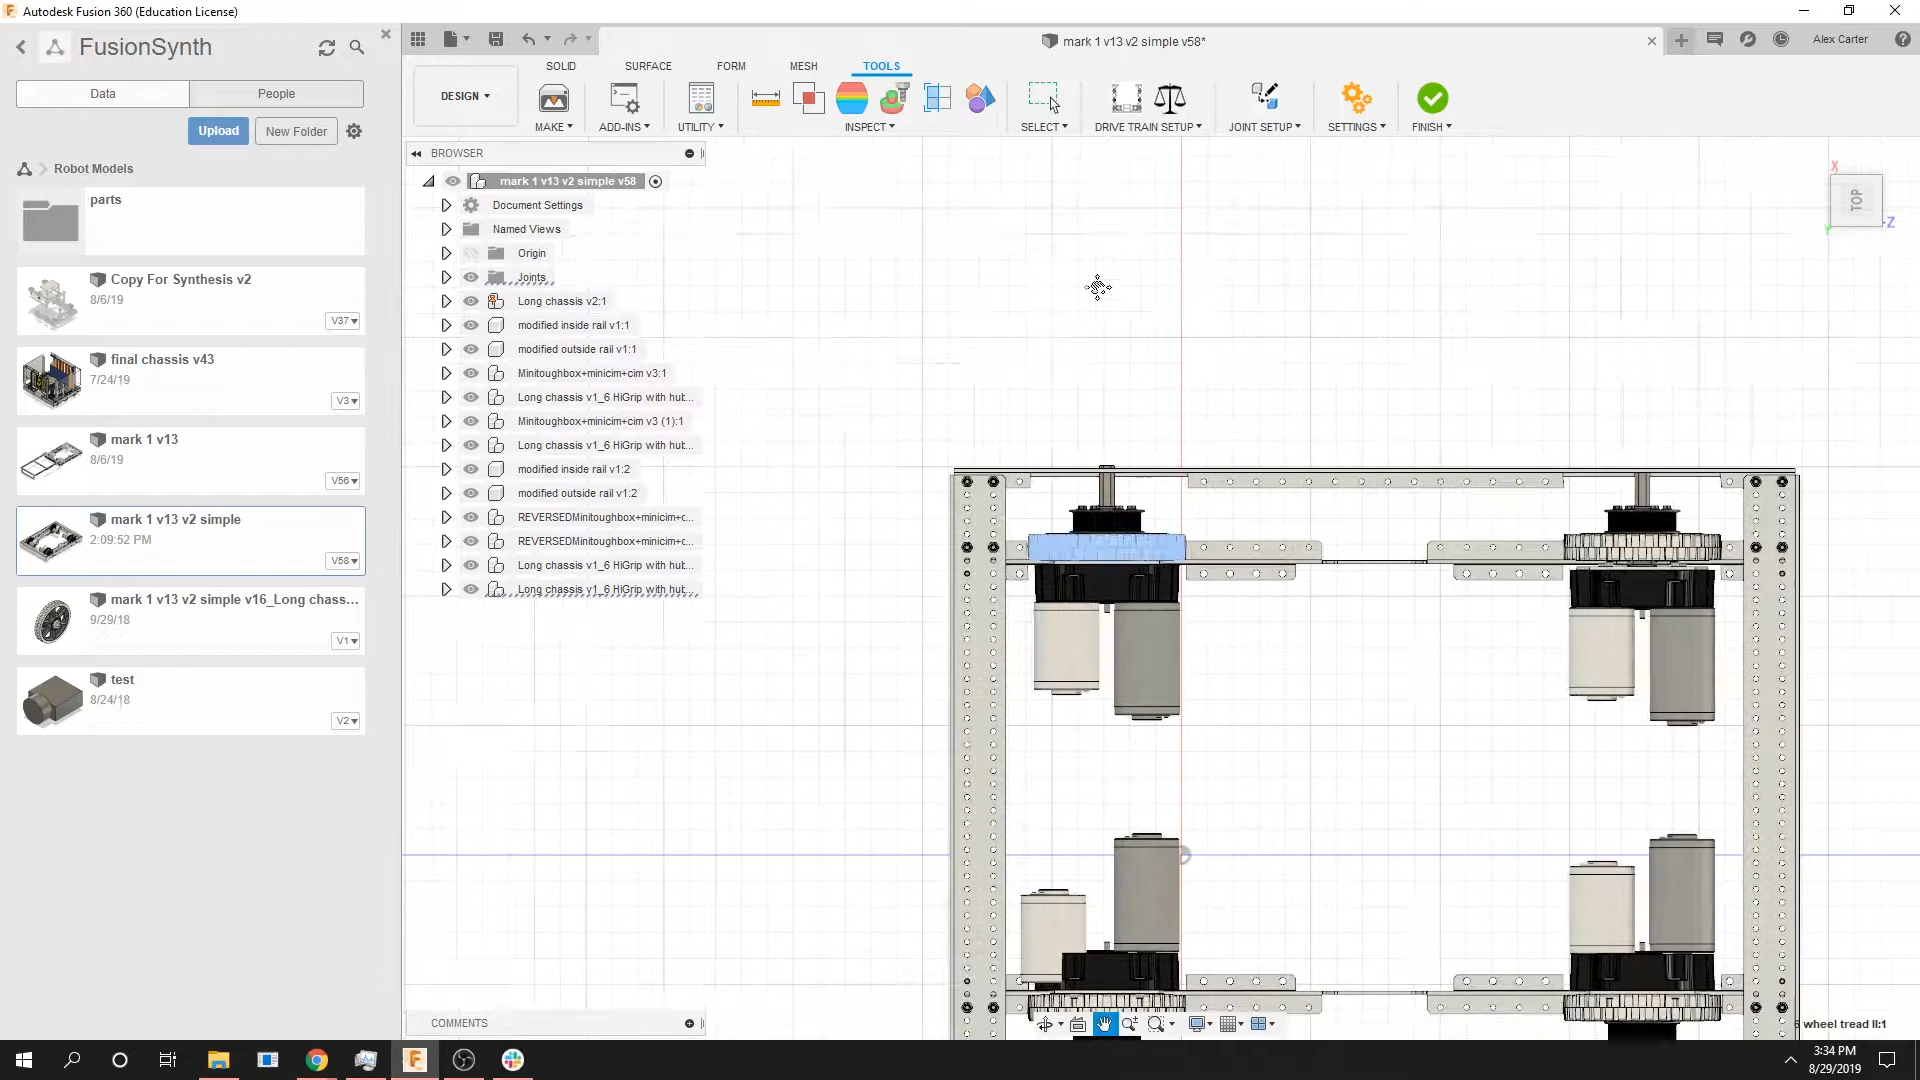 Autodesk Fusion 360 (Education License)
FusionSynth
Data
People
Upload
New Folder
Robot Models
parts
Copy For Synthesis v2
8/6/19
V37
final chassis v43
7/24/19
V3
mark 1 v13
8/6/19
V56
mark 1 v13 v2 simple
2:09:52 PM
V58
mark 1 v13 v2 simple v16_Long chass...
9/29/18
V1
test
8/24/18
V2
mark 1 v13 v2 simple v58*
Alex Carter
SOLID
SURFACE
FORM
MESH
TOOLS
DESIGN
MAKE
ADD-INS
UTILITY
INSPECT
SELECT
DRIVE TRAIN SETUP
JOINT SETUP
SETTINGS
FINISH
BROWSER
mark 1 v13 v2 simple v58
Document Settings
Named Views
Origin
Joints
Long chassis v2:1
modified inside rail v1:1
modified outside rail v1:1
Minitoughbox+minicim+cim v3:1
Long chassis v1_6 HiGrip with hub...
Minitoughbox+minicim+cim v3 (1):1
Long chassis v1_6 HiGrip with hub...
modified inside rail v1:2
modified outside rail v1:2
REVERSEDMinitoughbox+minicim+c...
REVERSEDMinitoughbox+minicim+c...
Long chassis v1_6 HiGrip with hub...
Long chassis v1_6 HiGrip with hub...
X
TOP
Z
Y
COMMENTS
wheel tread II:1
3:34 PM
8/29/2019